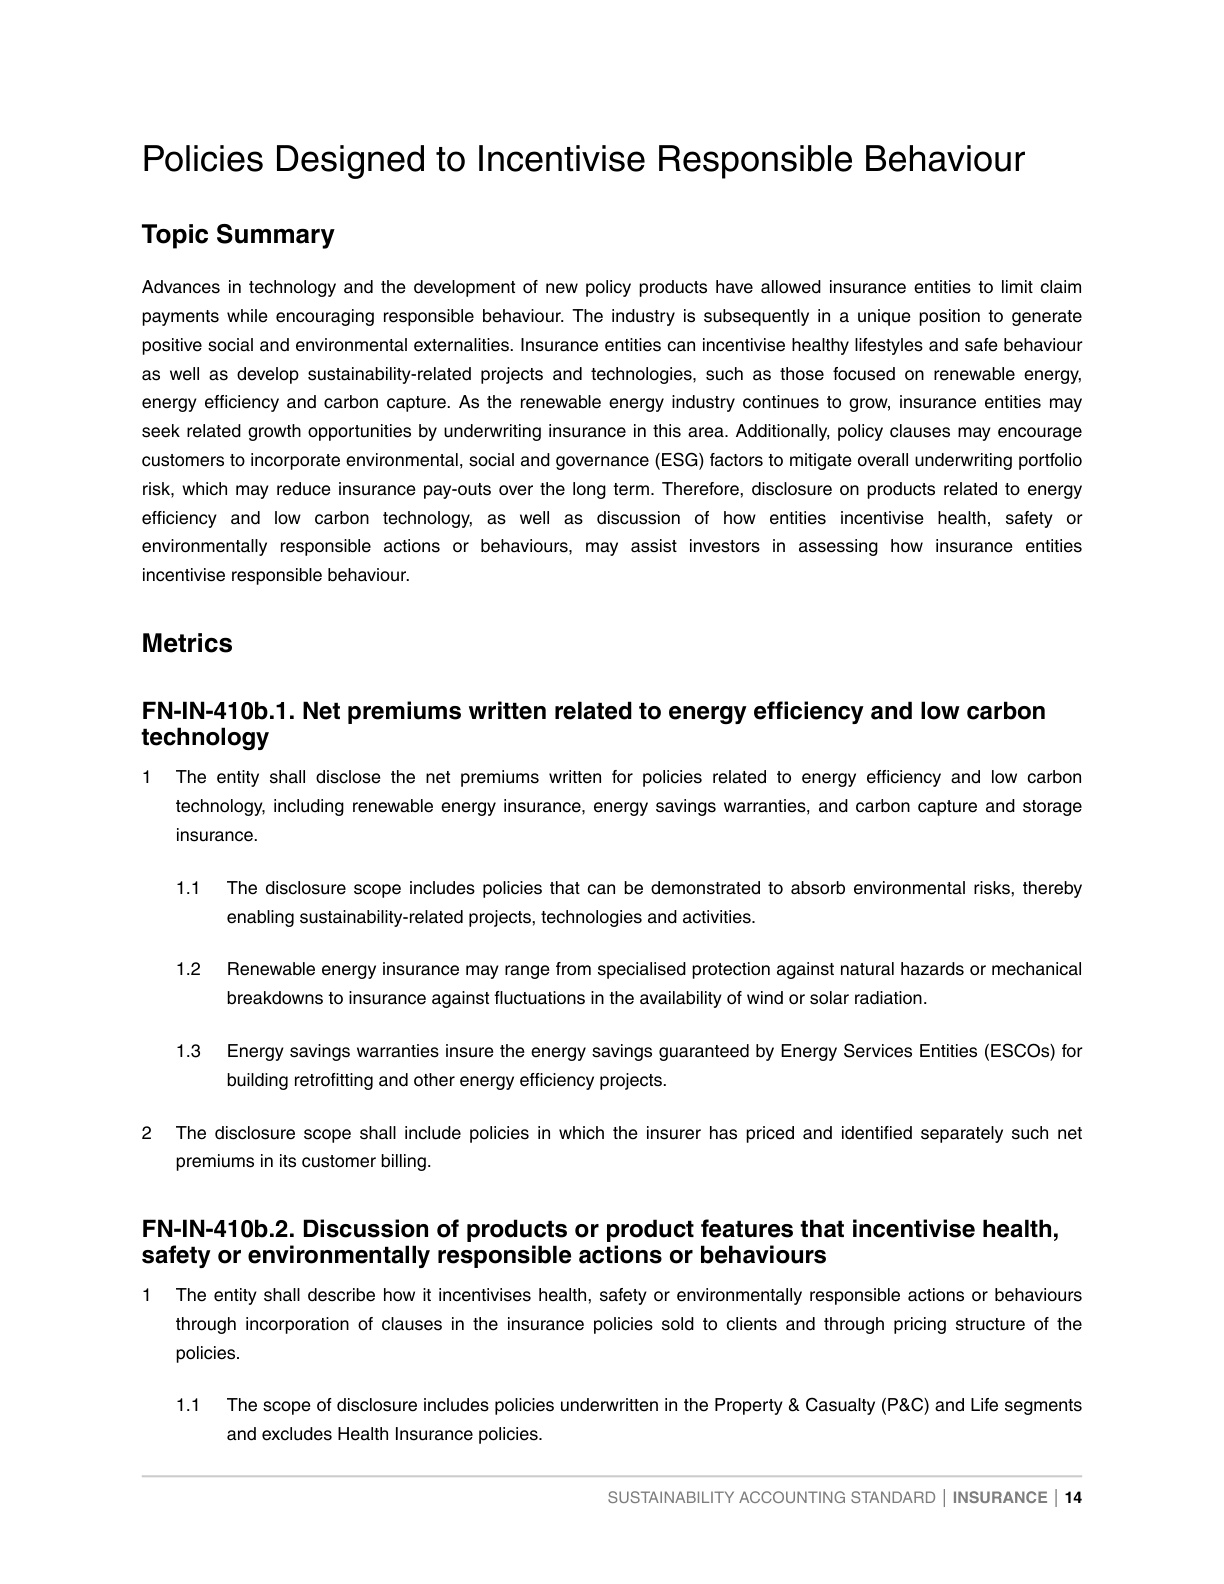 Policies Designed to Incentivise Responsible Behaviour
Topic Summary
Advances in technology and the development of new policy products have allowed insurance entities to limit claim
payments while encouraging responsible behaviour. The industry is subsequently in a unique position to generate
positive social and environmental externalities. Insurance entities can incentivise healthy lifestyles and safe behaviour
as well as develop sustainability-related projects and technologies, such as those focused on renewable energy,
energy efficiency and carbon capture. As the renewable energy industry continues to grow, insurance entities may
seek related growth opportunities by underwriting insurance in this area. Additionally, policy clauses may encourage
customers to incorporate environmental, social and governance (ESG) factors to mitigate overall underwriting portfolio
risk, which may reduce insurance pay-outs over the long term. Therefore, disclosure on products related to energy
efficiency and low carbon technology, as well as discussion of how entities incentivise health, safety or
environmentally responsible actions or behaviours, may assist investors in assessing how insurance entities
incentivise responsible behaviour.
Metrics
FN-IN-410b.1. Net premiums written related to energy efficiency and low carbon
technology
1 The entity shall disclose the net premiums written for policies related to energy efficiency and low carbon
technology, including renewable energy insurance, energy savings warranties, and carbon capture and storage
insurance.
1.1 The disclosure scope includes policies that can be demonstrated to absorb environmental risks, thereby
enabling sustainability-related projects, technologies and activities.
1.2 Renewable energy insurance may range from specialised protection against natural hazards or mechanical
breakdowns to insurance against fluctuations in the availability of wind or solar radiation.
1.3 Energy savings warranties insure the energy savings guaranteed by Energy Services Entities (ESCOs) for
building retrofitting and other energy efficiency projects.
2 The disclosure scope shall include policies in which the insurer has priced and identified separately such net
premiums in its customer billing.
FN-IN-410b.2. Discussion of products or product features that incentivise health,
safety or environmentally responsible actions or behaviours
1 The entity shall describe how it incentivises health, safety or environmentally responsible actions or behaviours
through incorporation of clauses in the insurance policies sold to clients and through pricing structure of the
policies.
1.1 The scope of disclosure includes policies underwritten in the Property & Casualty (P&C) and Life segments
and excludes Health Insurance policies.
SUSTAINABILITY ACCOUNTING STANDARD | INSURANCE | 14